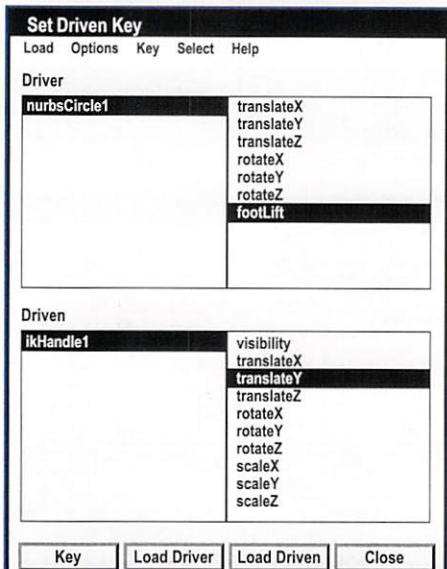 Set Driven Key
Load Options Key Select Help
Driver
nurbsCircle1
translateX
translateY
translateZ
rotateX
rotateY
rotateZ
footLift
Driven
ikHandle1
visibility
translateX
translateY
translateZ
rotateX
rotateY
rotateZ
scaleX
scaleY
scaleZ
Key Load Driver Load Driven Close